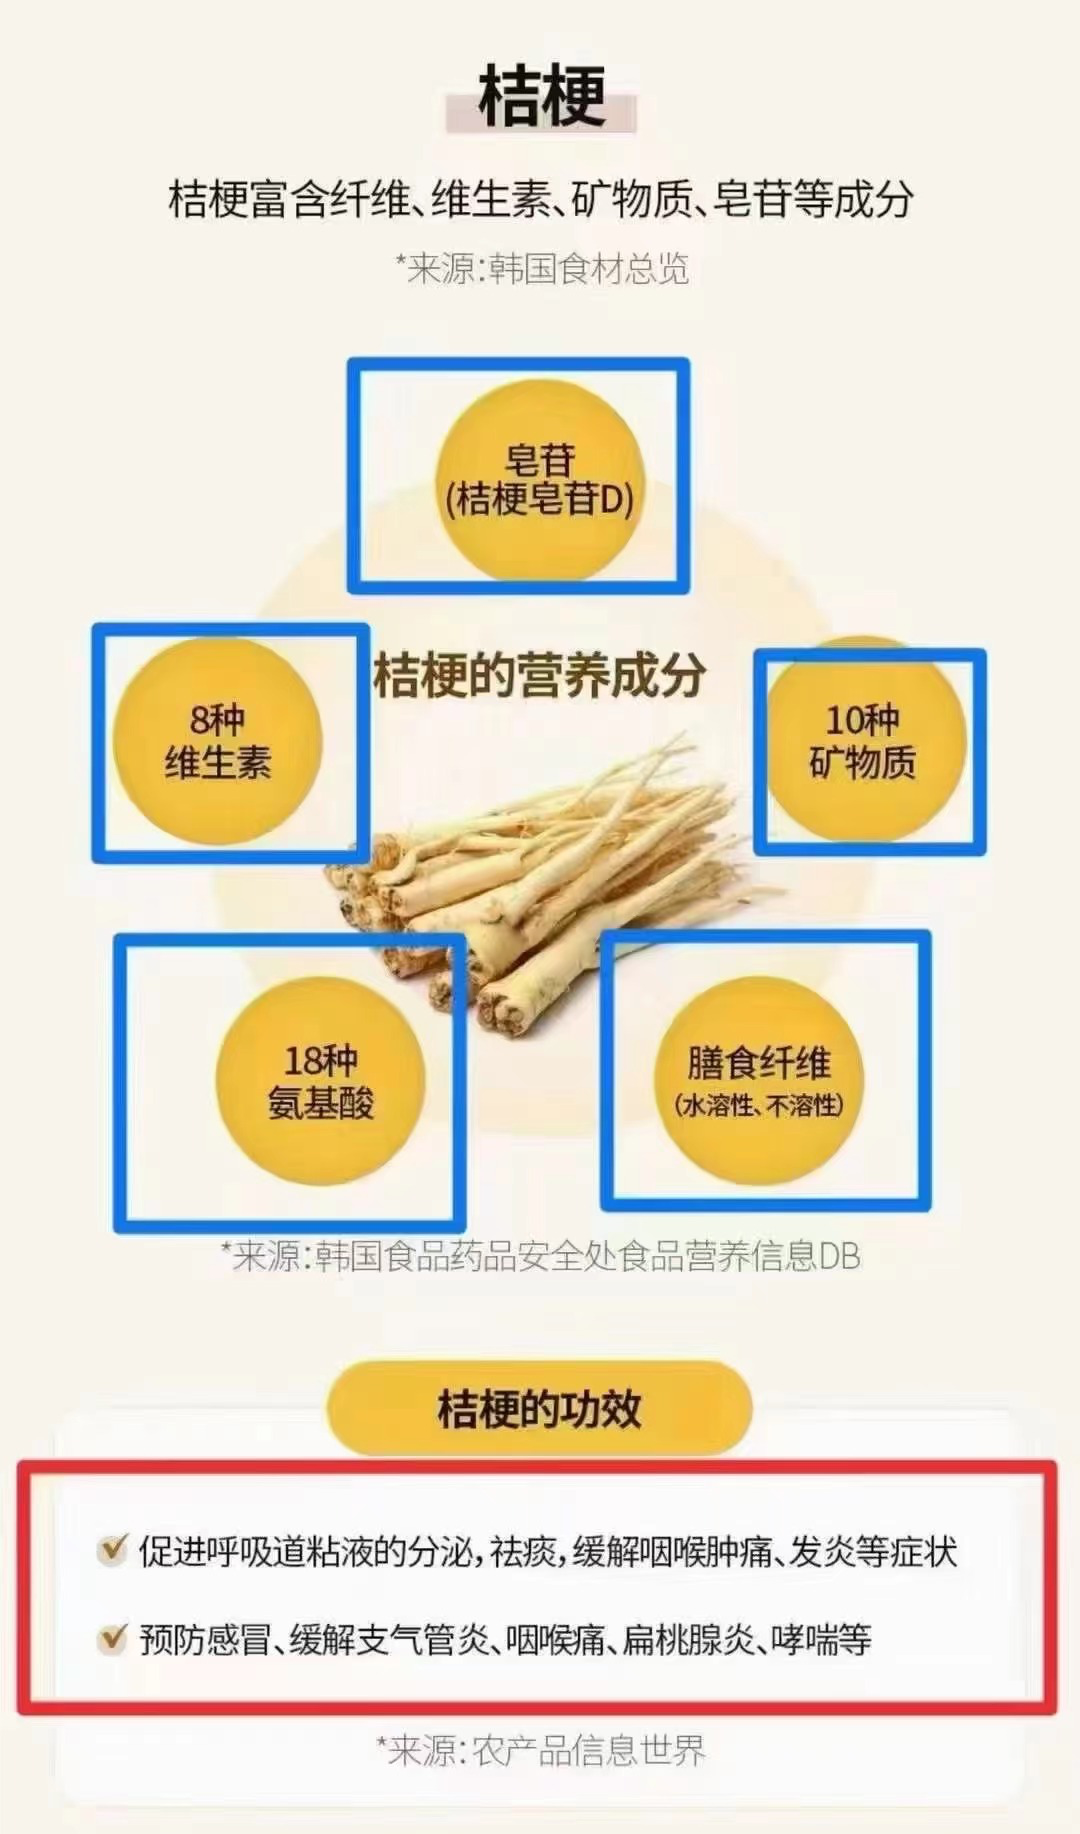 桔梗
桔梗富含纤维、维生素、矿物质、皂苷等成分
*来源:韩国食材总览
皂苷
(桔梗皂苷D)
桔梗的营养成分
8种
维生素
10种
矿物质
18种
氨基酸
膳食纤维
(水溶性、不溶性)
*来源:韩国食品药品安全处食品营养信息DB
桔梗的功效
促进呼吸道粘液的分泌,祛痰,缓解咽喉肿痛、发炎等症状
预防感冒、缓解支气管炎、咽喉痛、扁桃腺炎、哮喘等
*来源:农产品信息世界